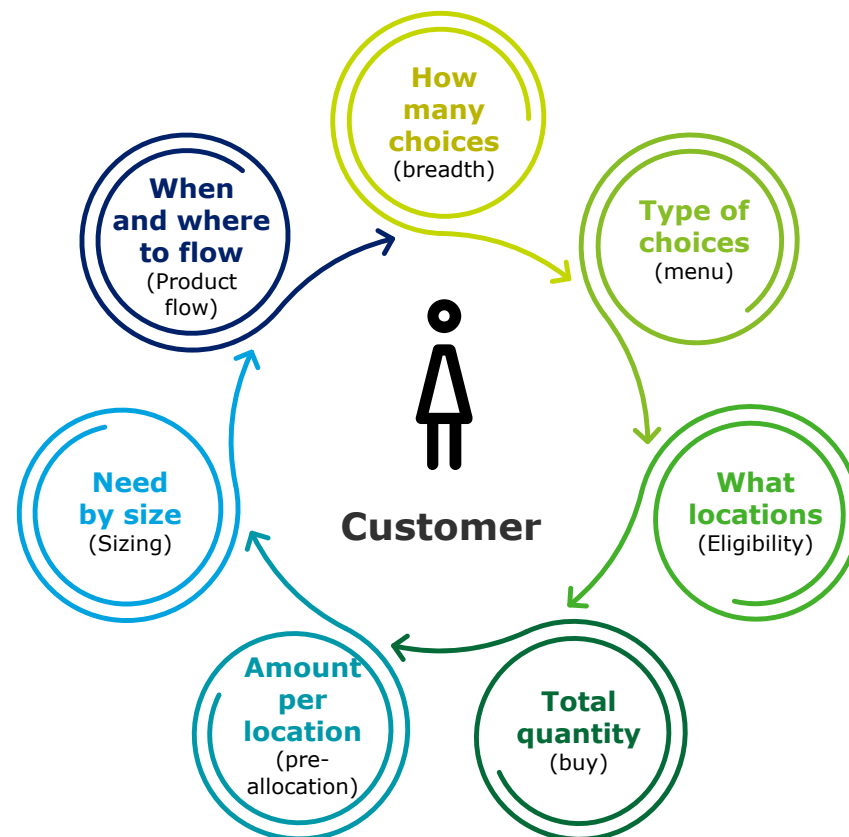 How
many
choices
(breadth)
Type of
choices
(menu)
What
locations
(Eligibility)
Total
quantity
(buy)
Amount
per
location
(pre-
allocation)
Need
by size
(Sizing)
When
and where
to flow
(Product
flow)
Customer